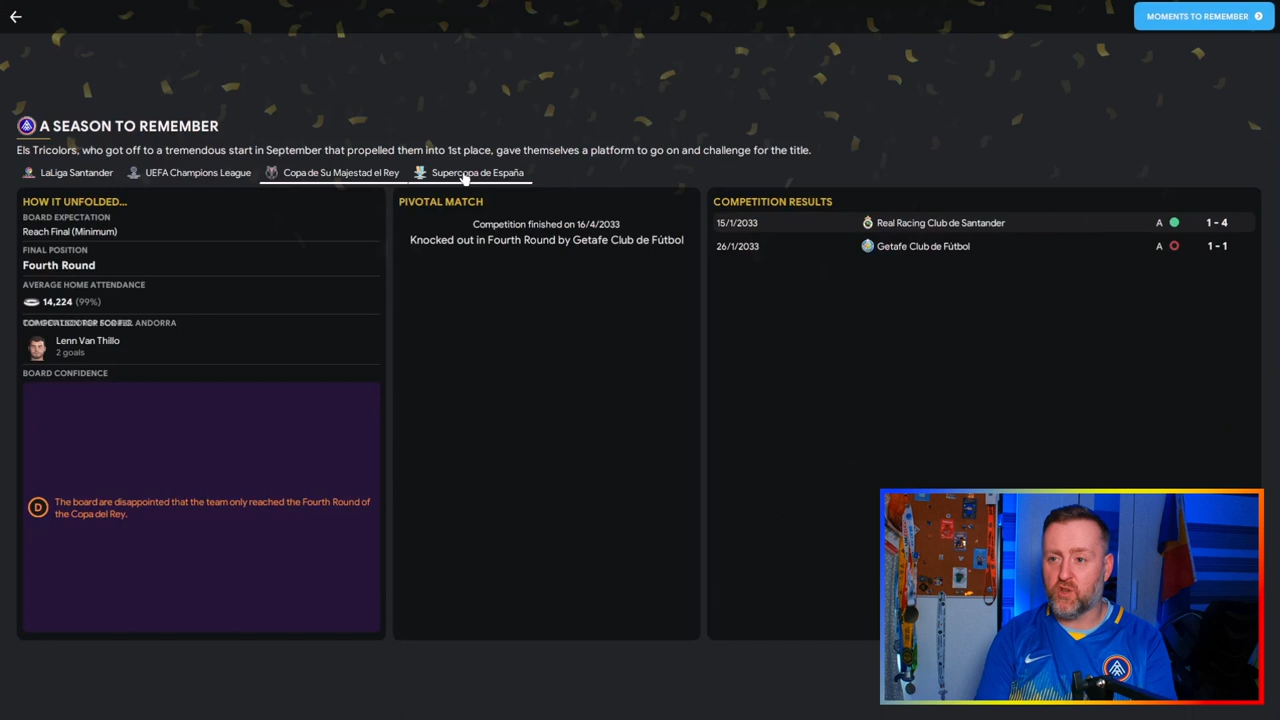 MOMENTS TO REMEMBER
A SEASON TO REMEMBER
Els Tricolors, who got off to a tremendous start in September that propelled them into 1st place, gave themselves a platform to go on and challenge for the title.
LaLiga Santander UEFA Champions League Copa de Su Majestad el Rey Supercopa de España
HOW IT UNFOLDED...
BOARD EXPECTATION
Reach Final (Minimum)
FINAL POSITION
Fourth Round
AVERAGE HOME ATTENDANCE
14,224 (99%)
ANDORRA
Lenn Van Thillo
2 goals
BOARD CONFIDENCE
D
The board are disappointed that the team only reached the Fourth Round of
the Copa del Rey.
PIVOTAL MATCH
Competition finished on 16/4/2033
Knocked out in Fourth Round by Getafe Club de Fútbol
COMPETITION RESULTS
15/1/2033 Real Racing Club de Santander A 1 - 4
26/1/2033 Getafe Club de Fútbol A 1 - 1